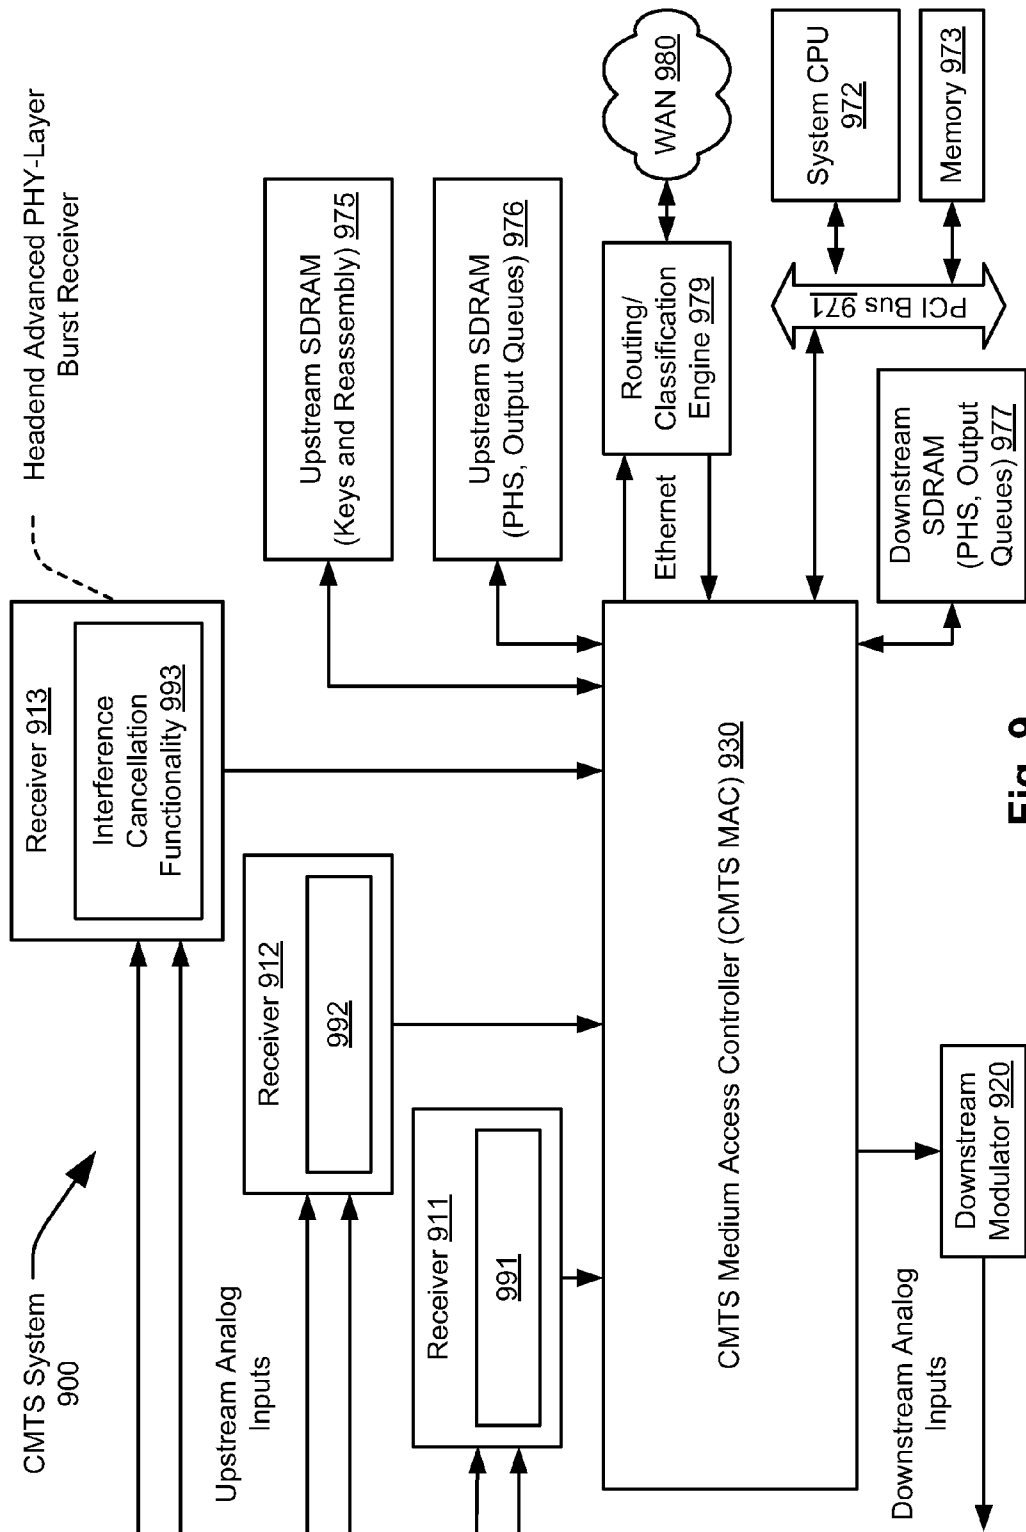 CMTS System
900
Headend Advanced PHY-Layer
Burst Receiver
Upstream Analog
Inputs
Receiver 913
Interference
Cancellation
Functionality 993
Receiver 912
992
Receiver 911
991
Upstream SDRAM
(Keys and Reassembly) 975
Upstream SDRAM
(PHS, Output Queues) 976
CMTS Medium Access Controller (CMTS MAC) 930
Ethernet
Routing/
Classification
Engine 979
WAN 980
PCI Bus 971
System CPU
972
Memory 973
Downstream
SDRAM
(PHS, Output
Queues) 977
Downstream Analog
Inputs
Downstream
Modulator 920
Fig. 9